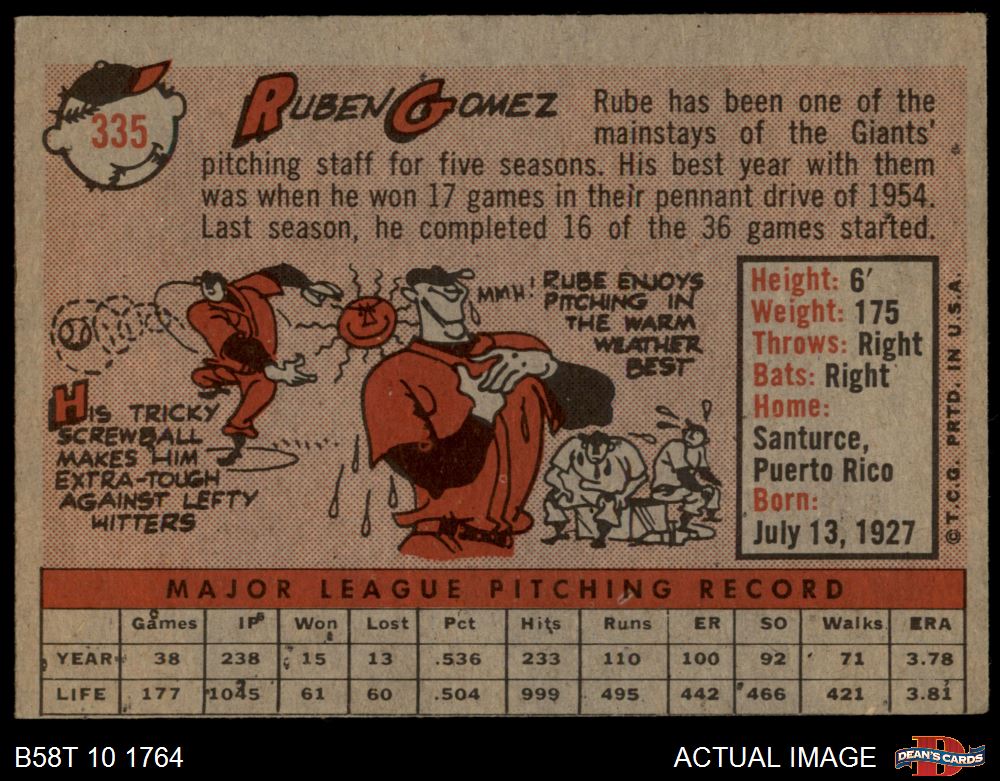 335
RUBEN GOMEZ
Rube has been one of the
mainstays of the Giants'
pitching staff for five seasons. His best year with them
was when he won 17 games in their pennant drive of 1954.
Last season, he completed 16 of the 36 games started.
HIS TRICKY
SCREWBALL
MAKES HIM
EXTRA-TOUGH
AGAINST LEFTY
HITTERS
MMM!
RUBE ENJOYS
PITCHING IN
THE WARM
WEATHER
BEST
Height: 6'
Weight: 175
Throws: Right
Bats: Right
Home:
Santurce,
Puerto Rico
Born:
July 13, 1927
© T.C.G. PRTD. IN U.S.A.
MAJOR LEAGUE PITCHING RECORD
Games IP Won Lost Pct Hits Runs ER SO Walks ERA
YEAR 38 238 15 13 .536 233 110 100 92 71 3.78
LIFE 177 1045 61 60 .504 999 495 442 466 421 3.81
B58T 10 1764
ACTUAL IMAGE
D
DEAN'S CARDS